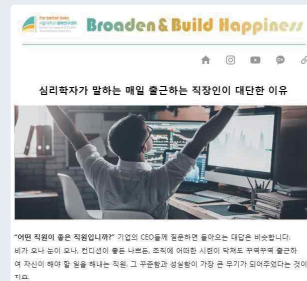 Broaden & Build Happiness
심리학자가 말하는 매일 출근하는 직장인이 대단한 이유
"어떤 직원이 좋은 직원입니까?" 기업의 CEO들께 질문하면 돌아오는 대답은 비슷합니다.
비가 오나 눈이 오나, 컨디션이 좋든 나쁘든, 조직에 어떠한 시련이 닥쳐도 꾸역꾸역 출근하
여 자신이 해야 할 일을 해내는 직원. 그 꾸준함과 성실함이 가장 큰 무기가 되어주었다는 것이
지요.